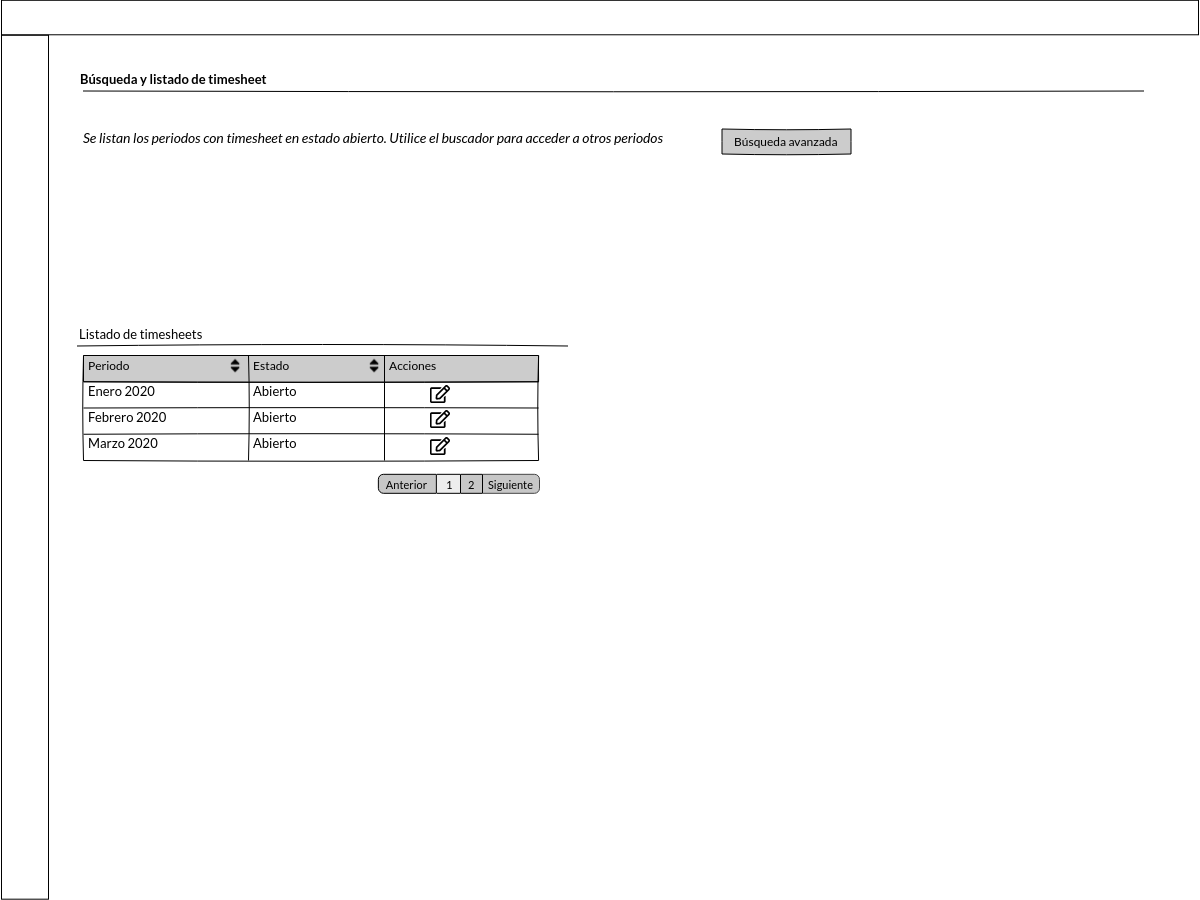 Búsqueda y listado de timesheet
Se listan los periodos con timesheet en estado abierto. Utilice el buscador para acceder a otros periodos
Búsqueda avanzada
Listado de timesheets
Periodo Estado Acciones
Enero 2020 Abierto
Febrero 2020 Abierto
Marzo 2020 Abierto
Anterior 1 2 Siguiente